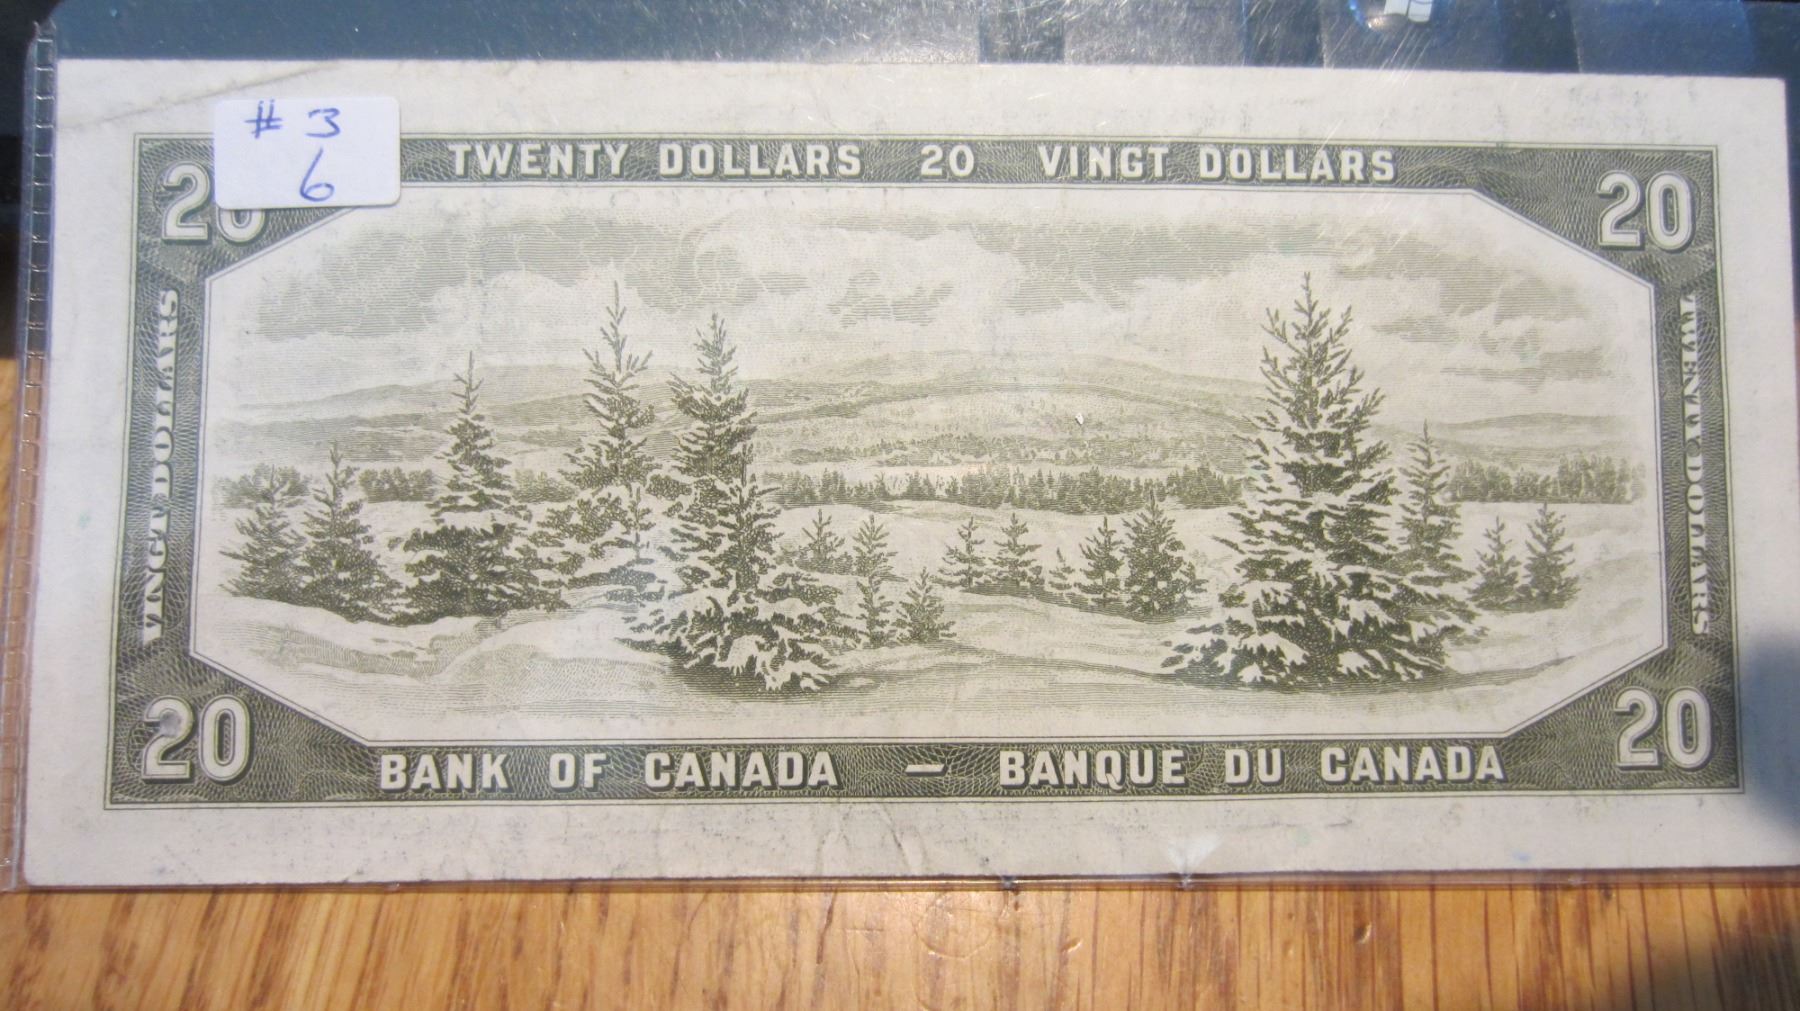 # 3
6
TWENTY DOLLARS 20 VINGT DOLLARS
20
20
VINGT DOLLARS
TWENTY DOLLARS
20
20
BANK OF CANADA — BANQUE DU CANADA